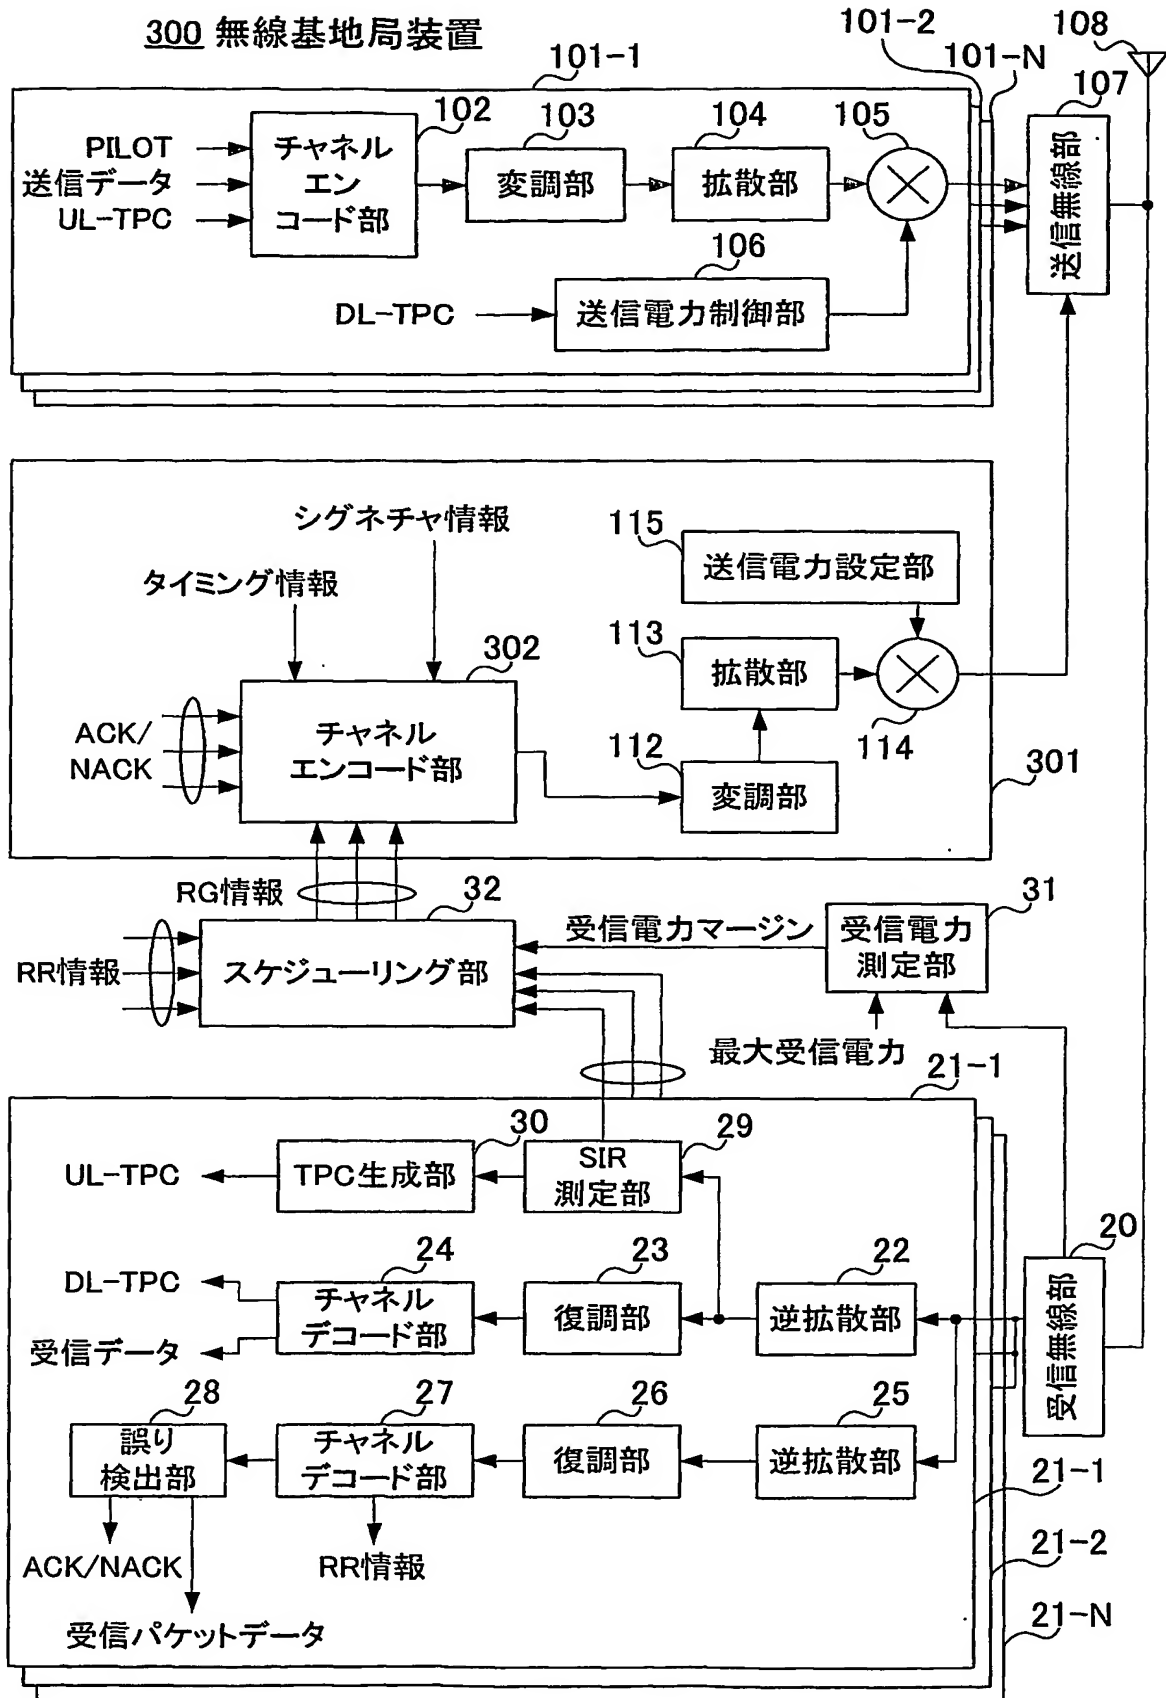 300 無線基地局装置
101-1
101-2
101-N
108
107
102
103
104
105
PILOT
送信データ
UL-TPC
チャネル
エン
コード部
変調部
拡散部
送信無線部
106
DL-TPC
送信電力制御部
シグネチャ情報
タイミング情報
115
送信電力設定部
302
113
拡散部
ACK/
NACK
チャネル
エンコード部
114
112
変調部
301
RG情報
32
31
受信電力マージン
受信電力
測定部
RR情報
スケジューリング部
最大受信電力
21-1
30
29
UL-TPC
TPC生成部
SIR
測定部
20
24
23
22
DL-TPC
受信データ
チャネル
デコード部
復調部
逆拡散部
受信無線部
28
27
26
25
誤り
検出部
チャネル
デコード部
復調部
逆拡散部
21-1
ACK/NACK
RR情報
21-2
受信パケットデータ
21-N